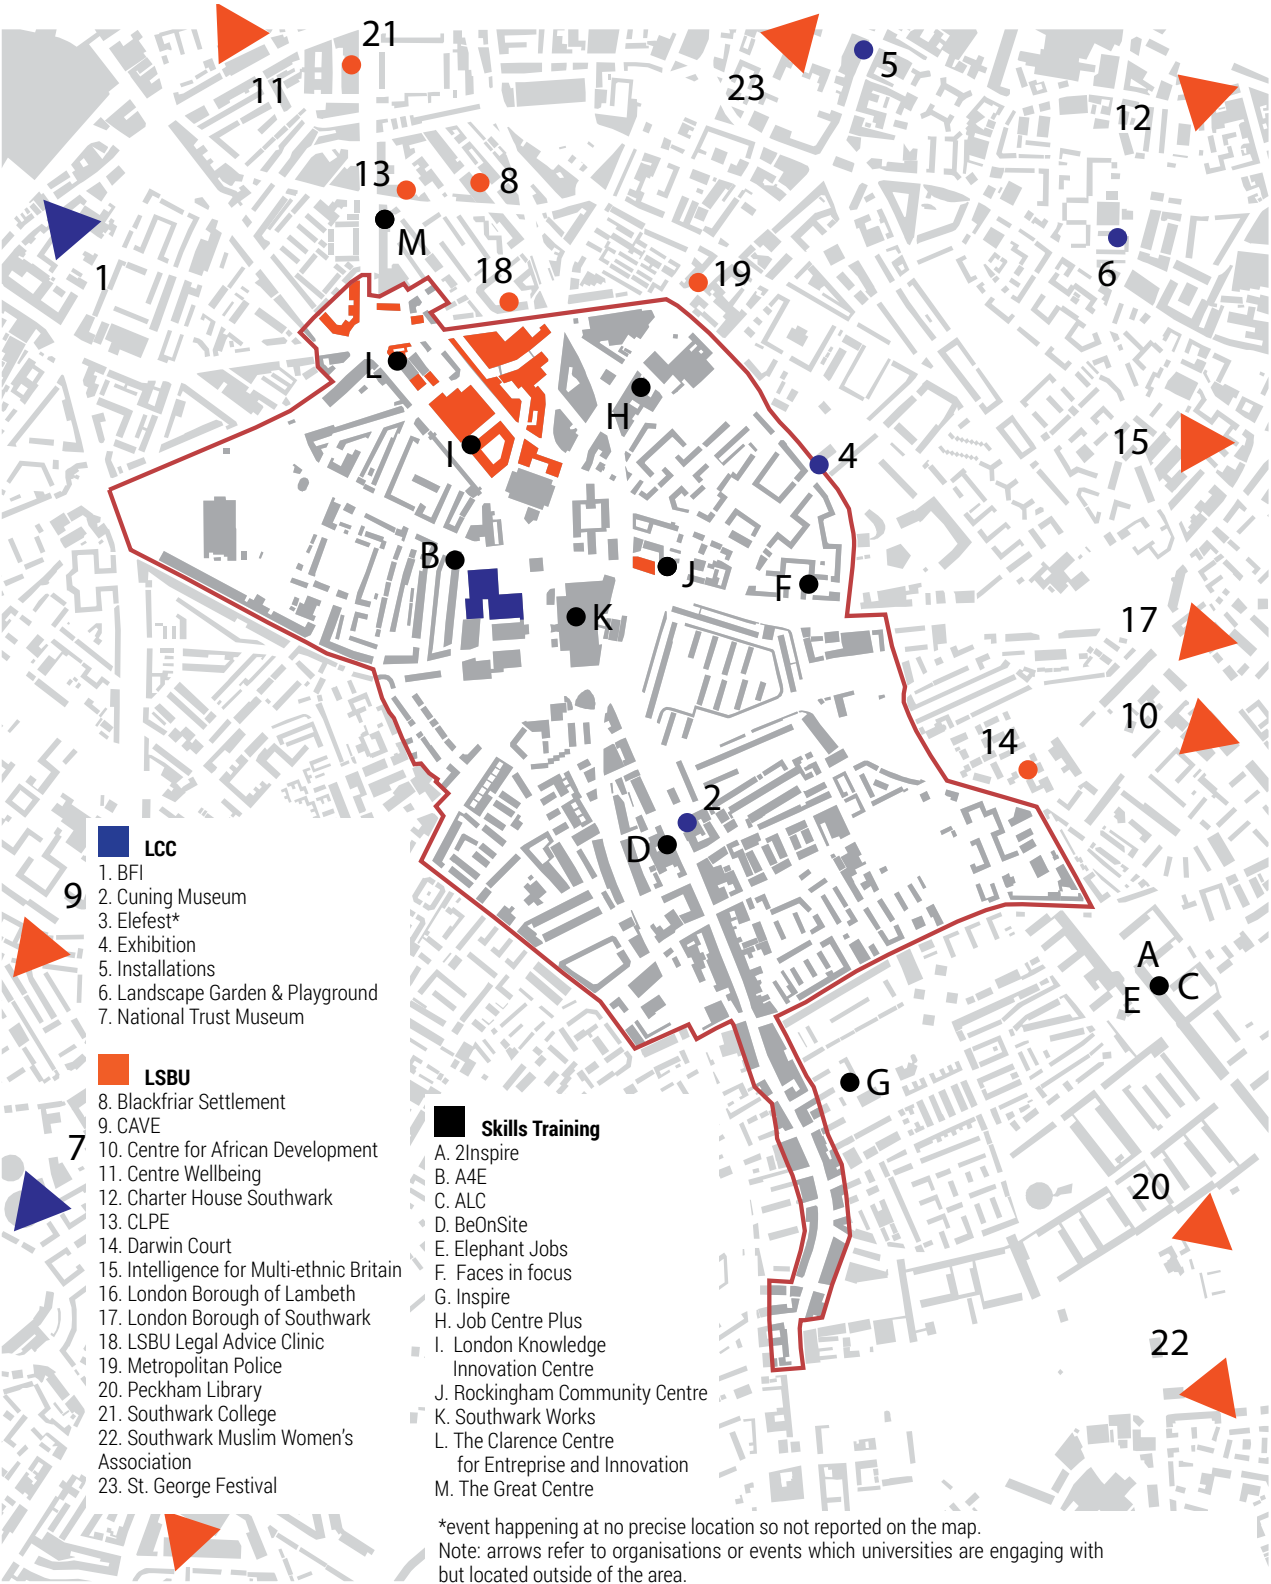 21
11
23
5
12
13
8
M
1
18
19
6
L
H
I
4
15
B
J
F
K
17
10
14
2
D
9
A
E
C
G
7
20
22
LCC
1. BFI
2. Cuning Museum
3. Elefest*
4. Exhibition
5. Installations
6. Landscape Garden & Playground
7. National Trust Museum
LSBU
8. Blackfriar Settlement
9. CAVE
10. Centre for African Development
11. Centre Wellbeing
12. Charter House Southwark
13. CLPE
14. Darwin Court
15. Intelligence for Multi-ethnic Britain
16. London Borough of Lambeth
17. London Borough of Southwark
18. LSBU Legal Advice Clinic
19. Metropolitan Police
20. Peckham Library
21. Southwark College
22. Southwark Muslim Women's
Association
23. St. George Festival
Skills Training
A. 2Inspire
B. A4E
C. ALC
D. BeOnSite
E. Elephant Jobs
F. Faces in focus
G. Inspire
H. Job Centre Plus
I. London Knowledge
Innovation Centre
J. Rockingham Community Centre
K. Southwark Works
L. The Clarence Centre
for Entreprise and Innovation
M. The Great Centre
*event happening at no precise location so not reported on the map.
Note: arrows refer to organisations or events which universities are engaging with
but located outside of the area.